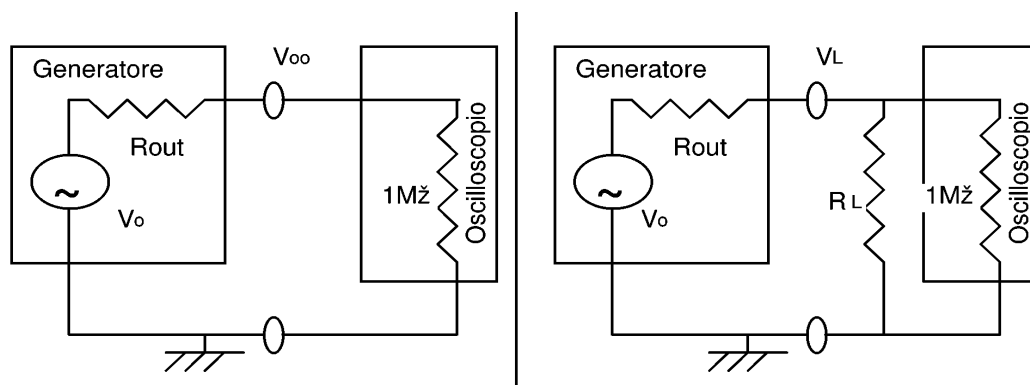 Voo
Generatore
Rout
~
Vo
1Mž
Oscilloscopio
VL
Generatore
Rout
~
Vo
RL
1Mž
Oscilloscopio